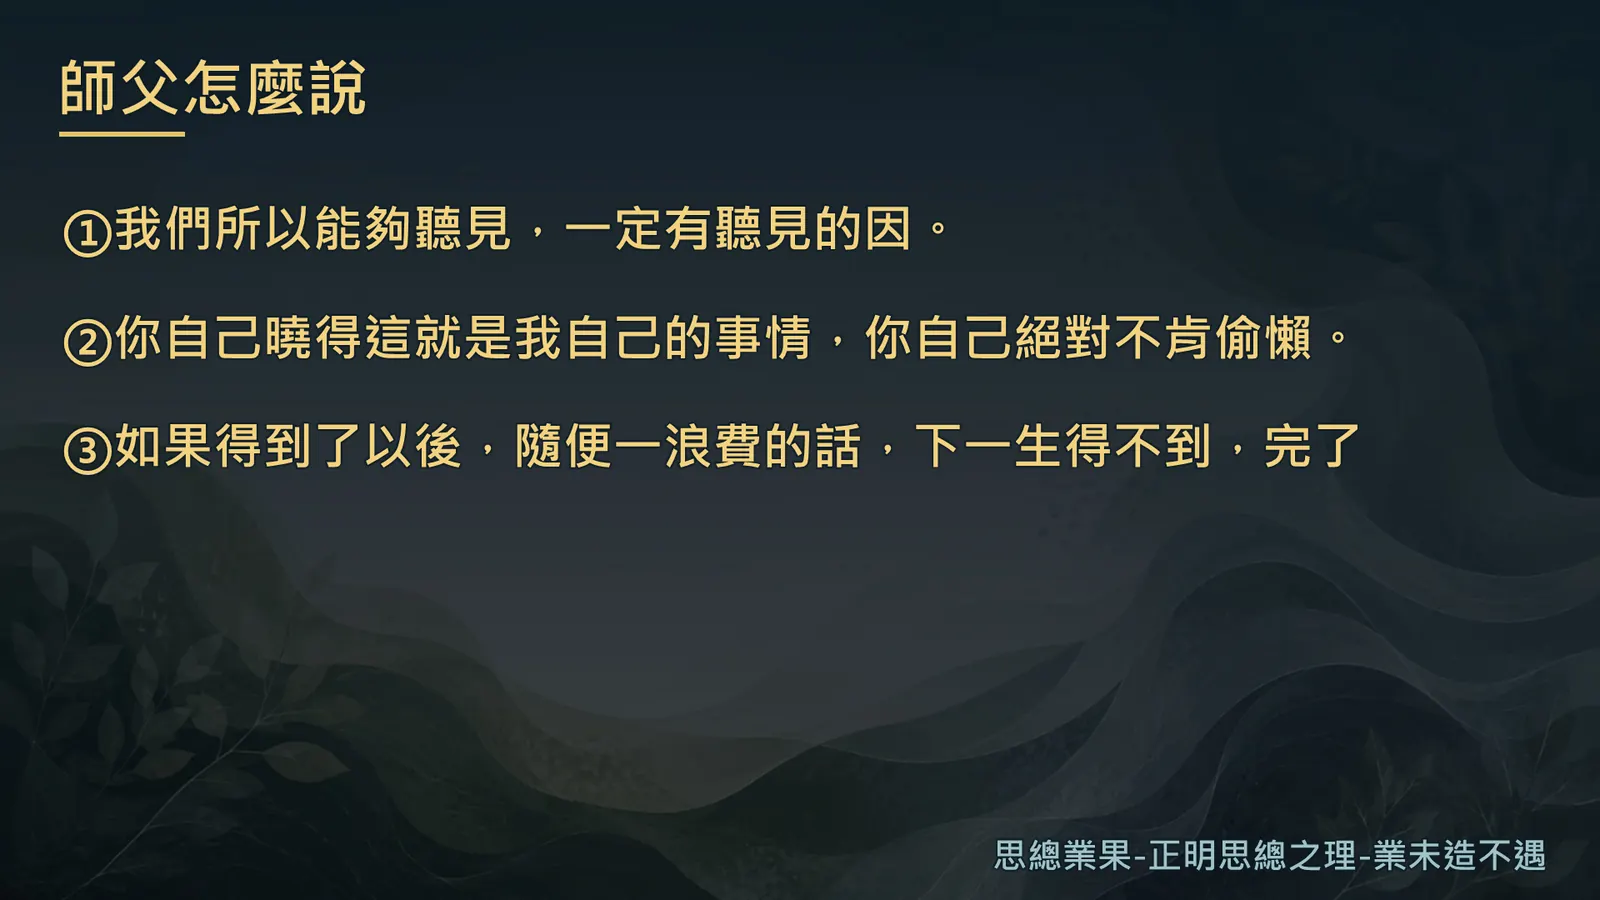 師父怎麼說
①我們所以能夠聽見，一定有聽見的因。
②你自己曉得這就是我自己的事情，你自己絕對不肯偷懶。
③如果得到了以後，隨便一浪費的話，下一生得不到，完了
思總業果-正明思總之理-業未造不遇